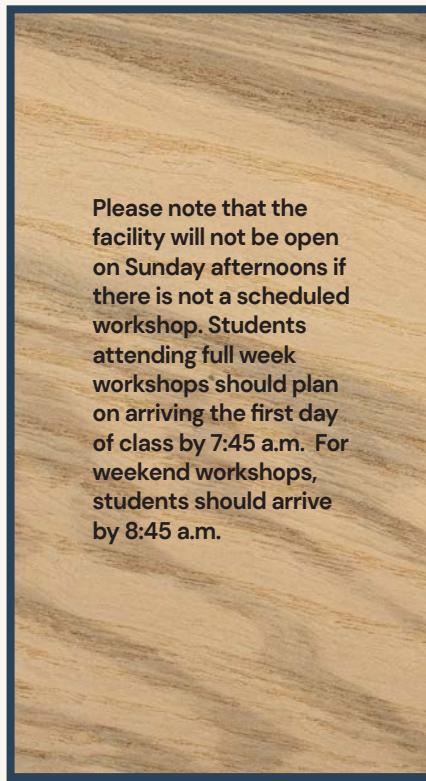 Please note that the
facility will not be open
on Sunday afternoons if
there is not a scheduled
workshop. Students
attending full week
workshops should plan
on arriving the first day
of class by 7:45 a.m.  For
weekend workshops,
students should arrive
by 8:45 a.m.